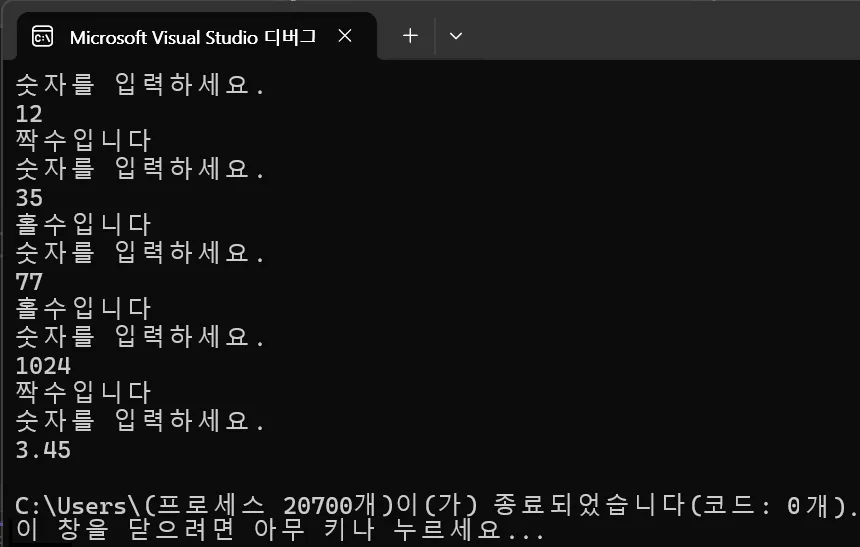 Microsoft Visual Studio 디버그
숫자를 입력하세요.
12
짝수입니다
숫자를 입력하세요.
35
홀수입니다
숫자를 입력하세요.
77
홀수입니다
숫자를 입력하세요.
1024
짝수입니다
숫자를 입력하세요.
3.45
C:\Users\(프로세스 20700개)이(가) 종료되었습니다(코드: 0개).
이 창을 닫으려면 아무 키나 누르세요...